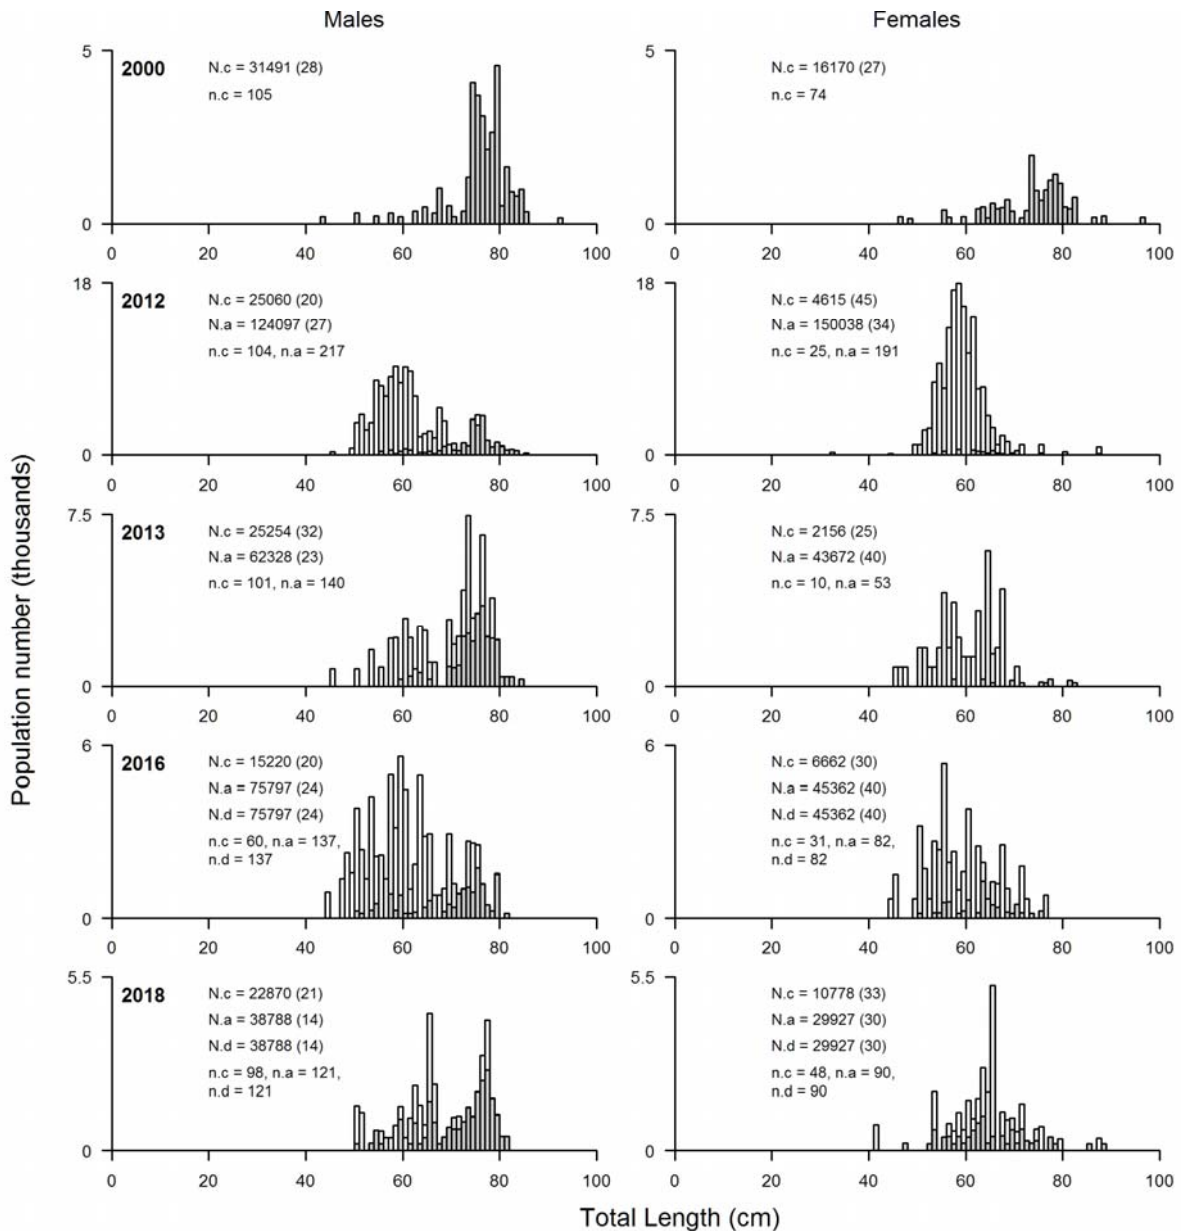 Males
Females
5
2000
N.c = 31491 (28)
n.c = 105
0
0 20 40 60 80 100
5
N.c = 16170 (27)
n.c = 74
0
0 20 40 60 80 100
18
2012
N.c = 25060 (20)
N.a = 124097 (27)
n.c = 104, n.a = 217
0
0 20 40 60 80 100
18
N.c = 4615 (45)
N.a = 150038 (34)
n.c = 25, n.a = 191
0
0 20 40 60 80 100
7.5
2013
N.c = 25254 (32)
N.a = 62328 (23)
n.c = 101, n.a = 140
0
0 20 40 60 80 100
7.5
N.c = 2156 (25)
N.a = 43672 (40)
n.c = 10, n.a = 53
0
0 20 40 60 80 100
6
2016
N.c = 15220 (20)
N.a = 75797 (24)
N.d = 75797 (24)
n.c = 60, n.a = 137,
n.d = 137
0
0 20 40 60 80 100
6
N.c = 6662 (30)
N.a = 45362 (40)
N.d = 45362 (40)
n.c = 31, n.a = 82,
n.d = 82
0
0 20 40 60 80 100
5.5
2018
N.c = 22870 (21)
N.a = 38788 (14)
N.d = 38788 (14)
n.c = 98, n.a = 121,
n.d = 121
0
0 20 40 60 80 100
5.5
N.c = 10778 (33)
N.a = 29927 (30)
N.d = 29927 (30)
n.c = 48, n.a = 90,
n.d = 90
0
0 20 40 60 80 100
Population number (thousands)
Total Length (cm)